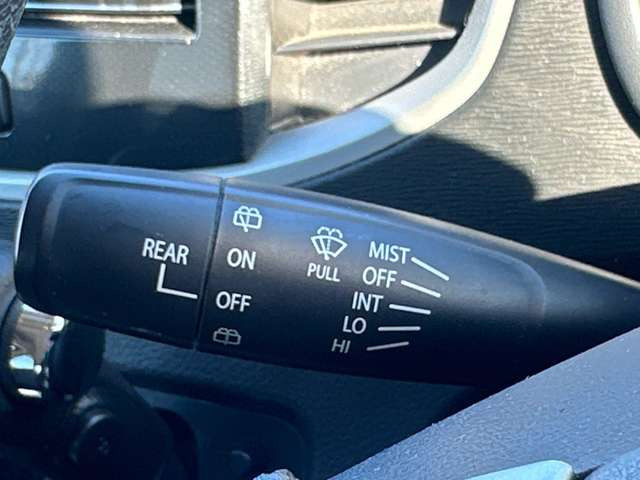 REAR
ON
OFF
PULL
MIST
OFF
INT
LO
HI